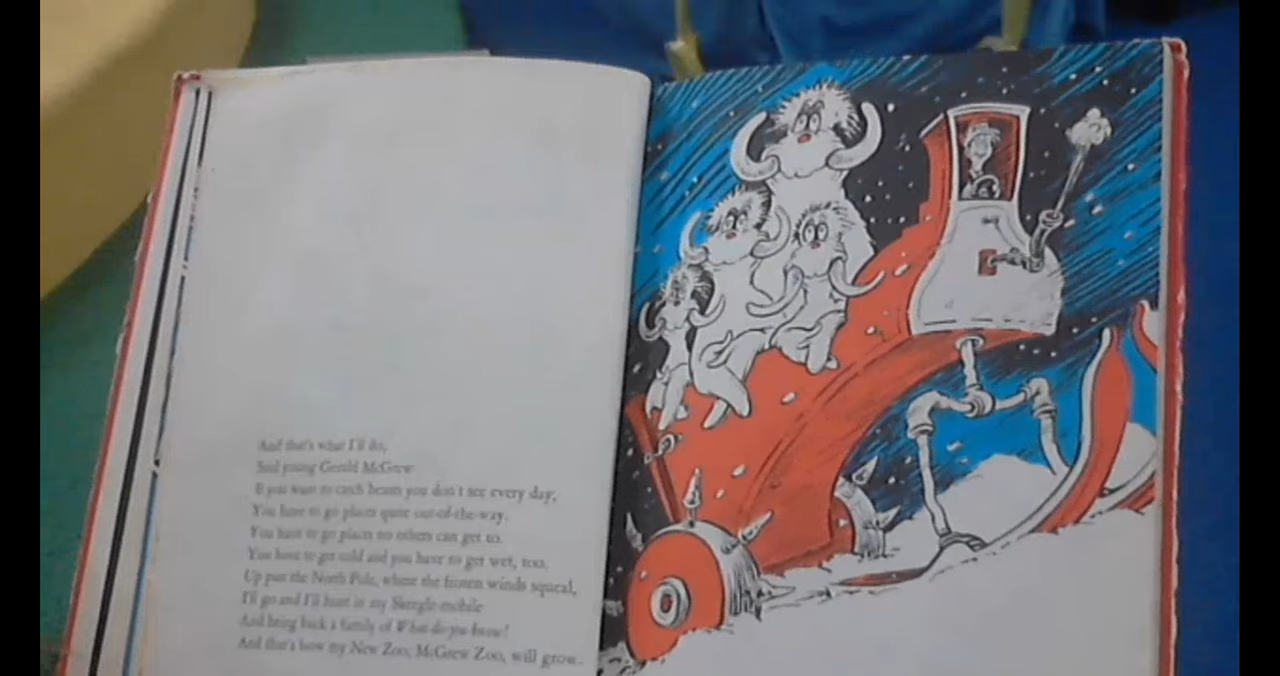 And that's what I'll do,
Said young Gerald McGrew.
If you want to catch beasts you don't see every day,
You have to go places quite out-of-the-way.
You have to go places no others can get to.
You have to get cold and you have to get wet, too.
Up past the North Pole, where the frozen winds squeal,
I'll go and I'll hunt in my Skeegle-mobile
And bring back a family of What-do-you-know!
And that's how my New Zoo, McGrew Zoo, will grow.